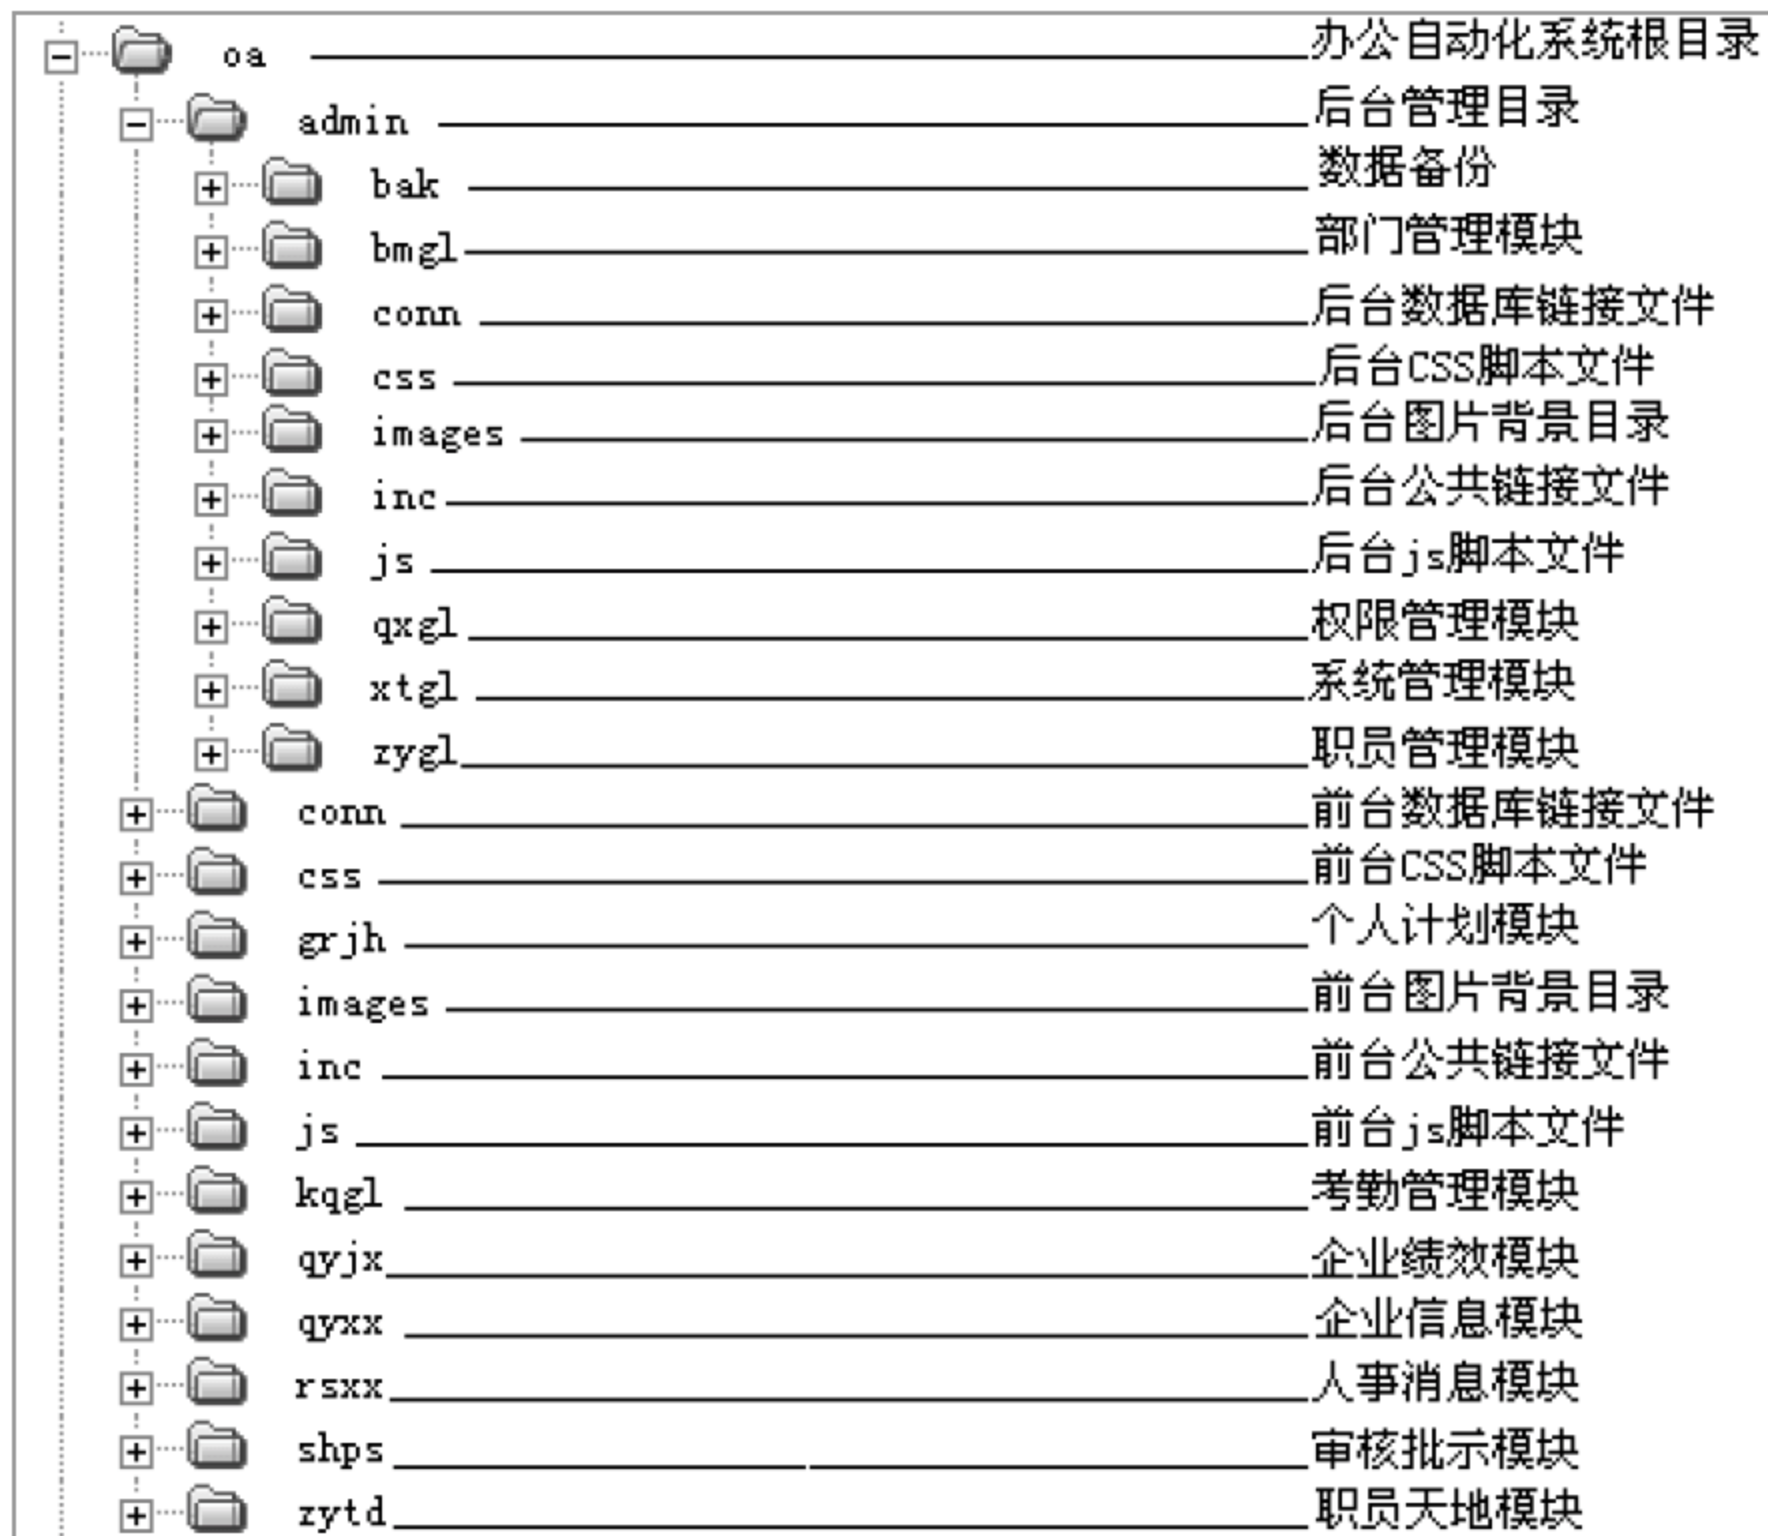 oa 办公自动化系统根目录
admin 后台管理目录
bak 数据备份
bmgl 部门管理模块
conn 后台数据库链接文件
css 后台CSS脚本文件
images 后台图片背景目录
inc 后台公共链接文件
js 后台js脚本文件
qxgl 权限管理模块
xtgl 系统管理模块
zygl 职员管理模块
conn 前台数据库链接文件
css 前台CSS脚本文件
grjh 个人计划模块
images 前台图片背景目录
inc 前台公共链接文件
js 前台js脚本文件
kqgl 考勤管理模块
qyjx 企业绩效模块
qyxx 企业信息模块
rsxx 人事消息模块
shps 审核批示模块
zytd 职员天地模块